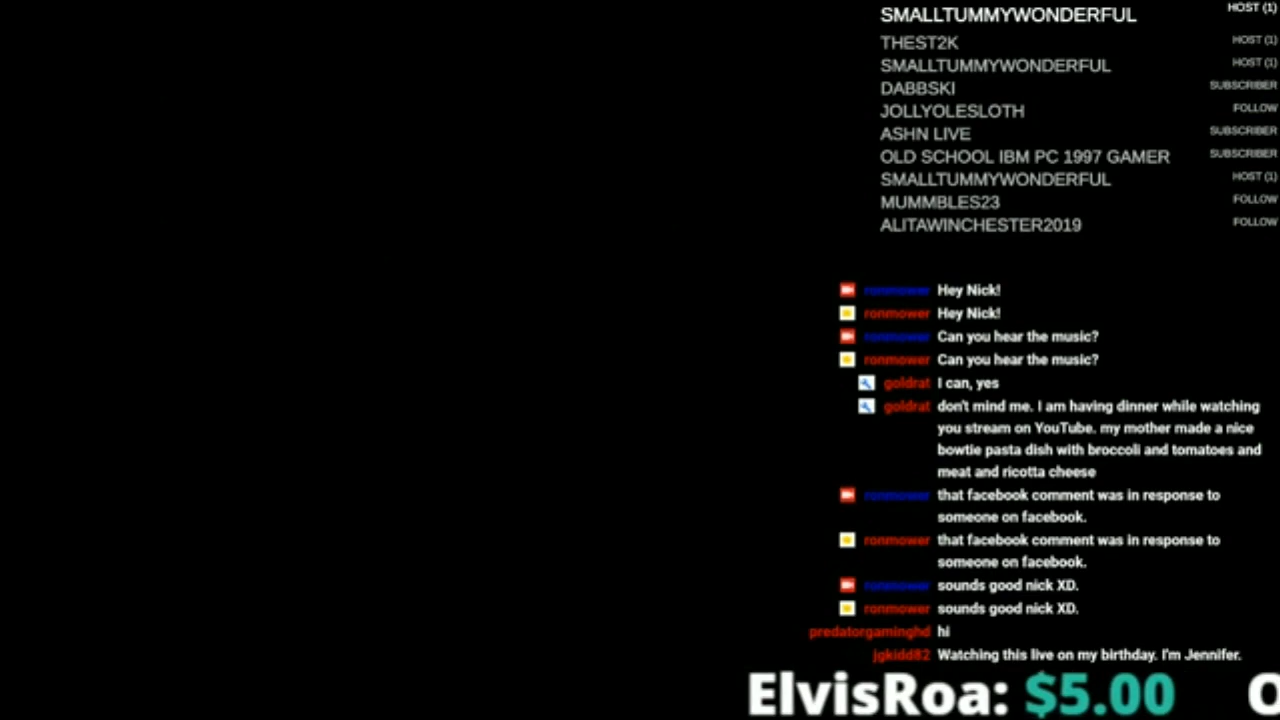 SMALLTUMMYWONDERFUL HOST (1)
THEST2K HOST (1)
SMALLTUMMYWONDERFUL HOST (1)
DABBSKI SUBSCRIBER
JOLLYOLESLOTH FOLLOW
ASHN LIVE SUBSCRIBER
OLD SCHOOL IBM PC 1997 GAMER SUBSCRIBER
SMALLTUMMYWONDERFUL HOST (1)
MUMMBLES23 FOLLOW
ALITAWINCHESTER2019 FOLLOW
ronmower Hey Nick!
ronmower Hey Nick!
ronmower Can you hear the music?
ronmower Can you hear the music?
goldrat I can, yes
goldrat don't mind me. I am having dinner while watching
you stream on YouTube. my mother made a nice
bowtie pasta dish with broccoli and tomatoes and
meat and ricotta cheese
ronmower that facebook comment was in response to
someone on facebook.
ronmower that facebook comment was in response to
someone on facebook.
ronmower sounds good nick XD.
ronmower sounds good nick XD.
predatorgaminghd hi
jgkidd82 Watching this live on my birthday. I'm Jennifer.
ElvisRoa: $5.00